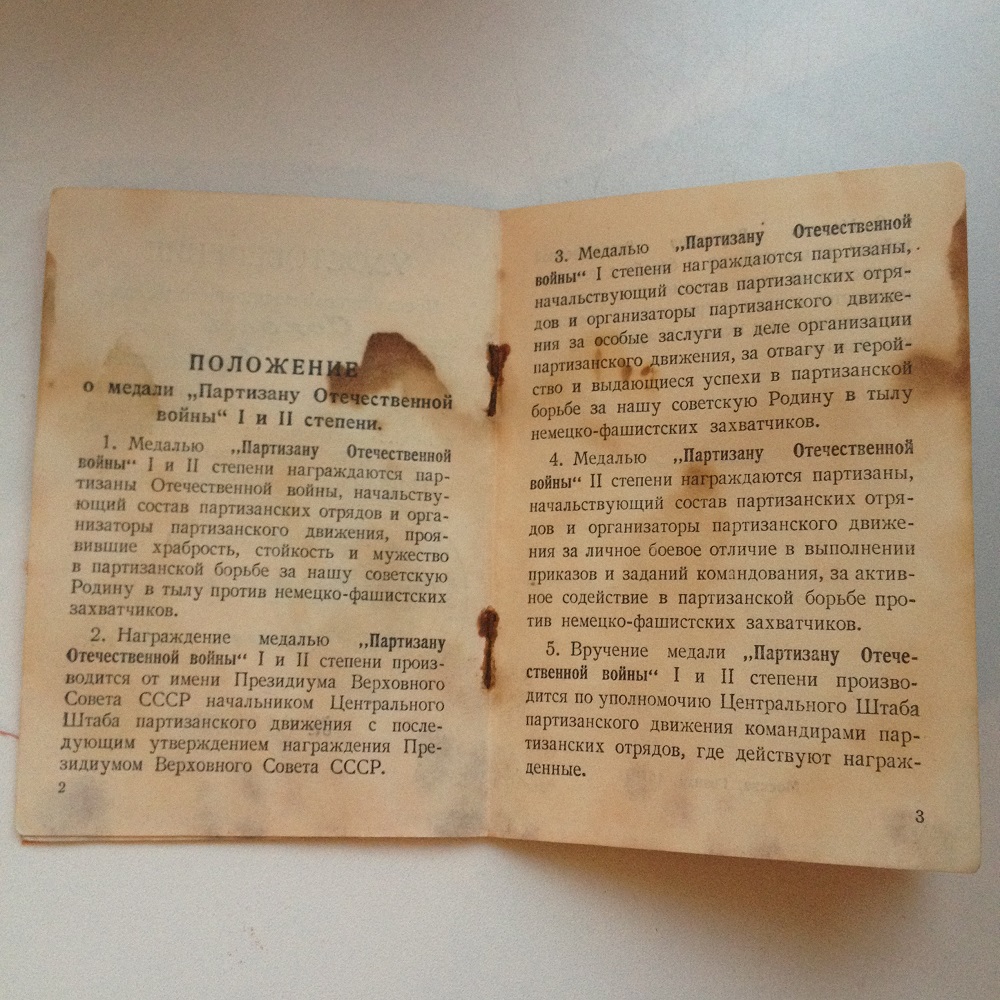 ПОЛОЖЕНИЕ
о медали „Партизану Отечественной
войны“ I и II степени.
1. Медалью „Партизану Отечественной
войны“ I и II степени награждаются пар-
тизаны Отечественной войны, начальству-
ющий состав партизанских отрядов и орга-
низаторы партизанского движения, проя-
вившие храбрость, стойкость и мужество
в партизанской борьбе за нашу советскую
Родину в тылу против немецко-фашистских
захватчиков.
2. Награждение медалью „Партизану
Отечественной войны“ I и II степени произ-
водится от имени Президиума Верховного
Совета СССР начальником Центрального
Штаба партизанского движения с после-
дующим утверждением награждения Пре-
зидиумом Верховного Совета СССР.
2
3. Медалью „Партизану Отечественной
войны“ I степени награждаются партизаны,
начальствующий состав партизанских отря-
дов и организаторы партизанского движе-
ния за особые заслуги в деле организации
партизанского движения, за отвагу и герой-
ство и выдающиеся успехи в партизанской
борьбе за нашу советскую Родину в тылу
немецко-фашистских захватчиков.
4. Медалью „Партизану Отечественной
войны“ II степени награждаются партизаны,
начальствующий состав партизанских отря-
дов и организаторы партизанского движе-
ния за личное боевое отличие в выполнении
приказов и заданий командования, за актив-
ное содействие в партизанской борьбе про-
тив немецко-фашистских захватчиков.
5. Вручение медали „Партизану Отече-
ственной войны“ I и II степени произво-
дится по уполномочию Центрального Штаба
партизанского движения командирами пар-
тизанских отрядов, где действуют награж-
денные.
3